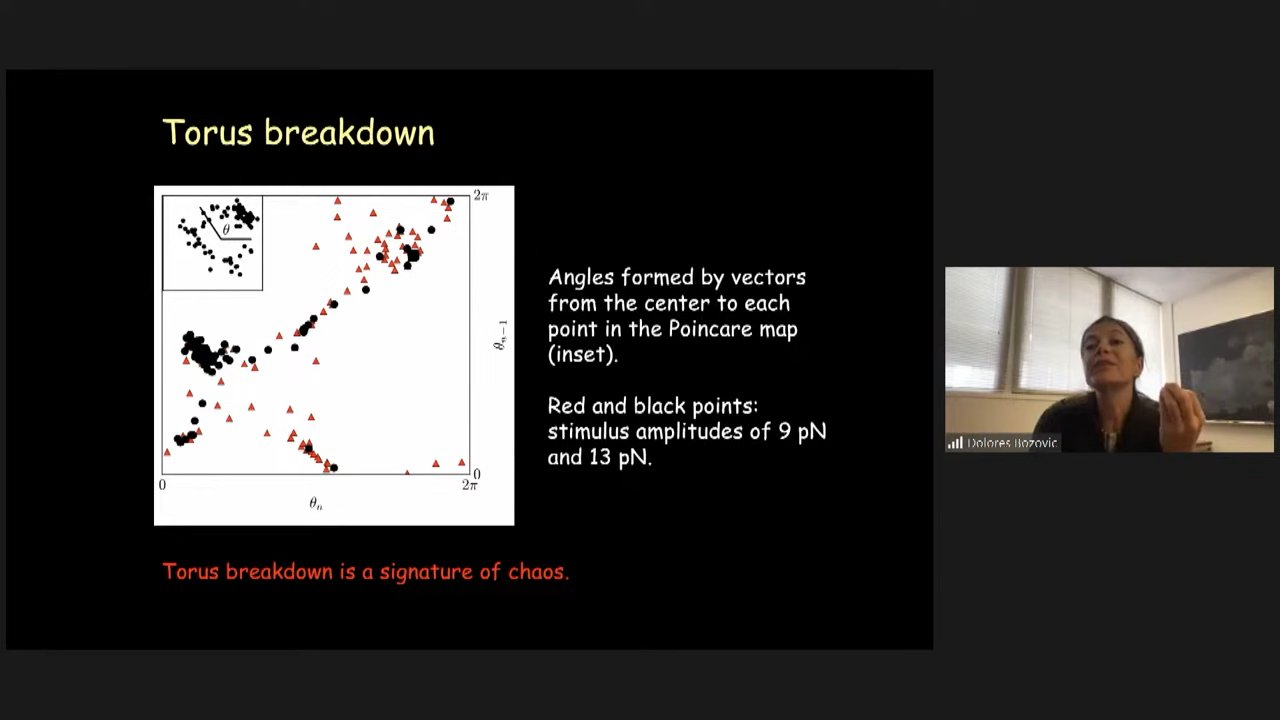 Torus breakdown
θ
2π
θn−1
0
0
2π
θn
Angles formed by vectors
from the center to each
point in the Poincare map
(inset).
Red and black points:
stimulus amplitudes of 9 pN
and 13 pN.
Torus breakdown is a signature of chaos.
Dolores Bozovic